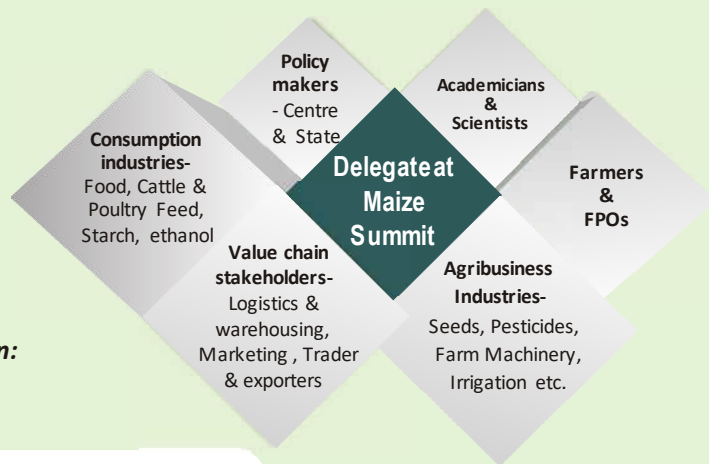 Policy
makers
- Centre
& State
Academicians
&
Scientists
Consumption
industries-
Food, Cattle &
Poultry Feed,
Starch, ethanol
Delegate at
Maize
Summit
Farmers
&
FPOs
Value chain
stakeholders-
Logistics &
warehousing,
Marketing , Trader
& exporters
Agribusiness
Industries-
Seeds, Pesticides,
Farm Machinery,
Irrigation etc.